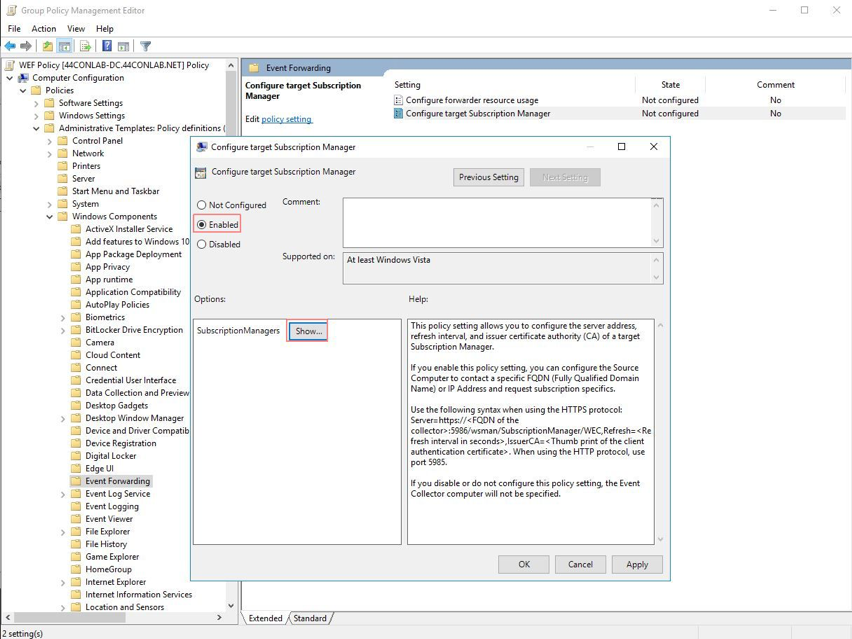 Group Policy Management Editor
File Action View Help
WEF Policy [44CONLAB-DC.44CONLAB.NET] Policy
Computer Configuration
Policies
Software Settings
Windows Settings
Administrative Templates: Policy definitions (
Control Panel
Network
Printers
Server
Start Menu and Taskbar
System
Windows Components
ActiveX Installer Service
Add features to Windows 10
App Package Deployment
App Privacy
App runtime
Application Compatibility
AutoPlay Policies
Biometrics
BitLocker Drive Encryption
Camera
Cloud Content
Connect
Credential User Interface
Data Collection and Preview
Desktop Gadgets
Desktop Window Manager
Device and Driver Compatib
Device Registration
Digital Locker
Edge UI
Event Forwarding
Event Log Service
Event Logging
Event Viewer
File Explorer
File History
Game Explorer
HomeGroup
Internet Explorer
Internet Information Services
Location and Sensors
Event Forwarding
Configure target Subscription
Manager
Edit policy setting
Setting State Comment
Configure forwarder resource usage Not configured No
Configure target Subscription Manager Not configured No
Configure target Subscription Manager
Configure target Subscription Manager
Previous Setting Next Setting
Not Configured
Enabled
Disabled
Comment:
Supported on:
At least Windows Vista
Options:
Help:
SubscriptionManagers Show...
This policy setting allows you to configure the server address,
refresh interval, and issuer certificate authority (CA) of a target
Subscription Manager.
If you enable this policy setting, you can configure the Source
Computer to contact a specific FQDN (Fully Qualified Domain
Name) or IP Address and request subscription specifics.
Use the following syntax when using the HTTPS protocol:
Server=https://<FQDN of the
collector>:5986/wsman/SubscriptionManager/WEC,Refresh=<Re
fresh interval in seconds>,IssuerCA=<Thumb print of the client
authentication certificate>. When using the HTTP protocol, use
port 5985.
If you disable or do not configure this policy setting, the Event
Collector computer will not be specified.
OK Cancel Apply
Extended Standard
2 setting(s)